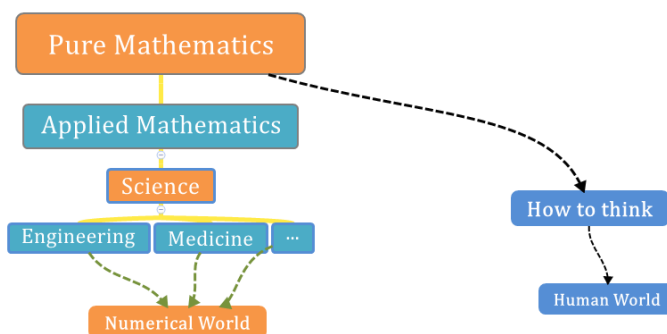 Pure Mathematics
Applied Mathematics
Science
How to think
Engineering
Medicine
...
Human World
Numerical World